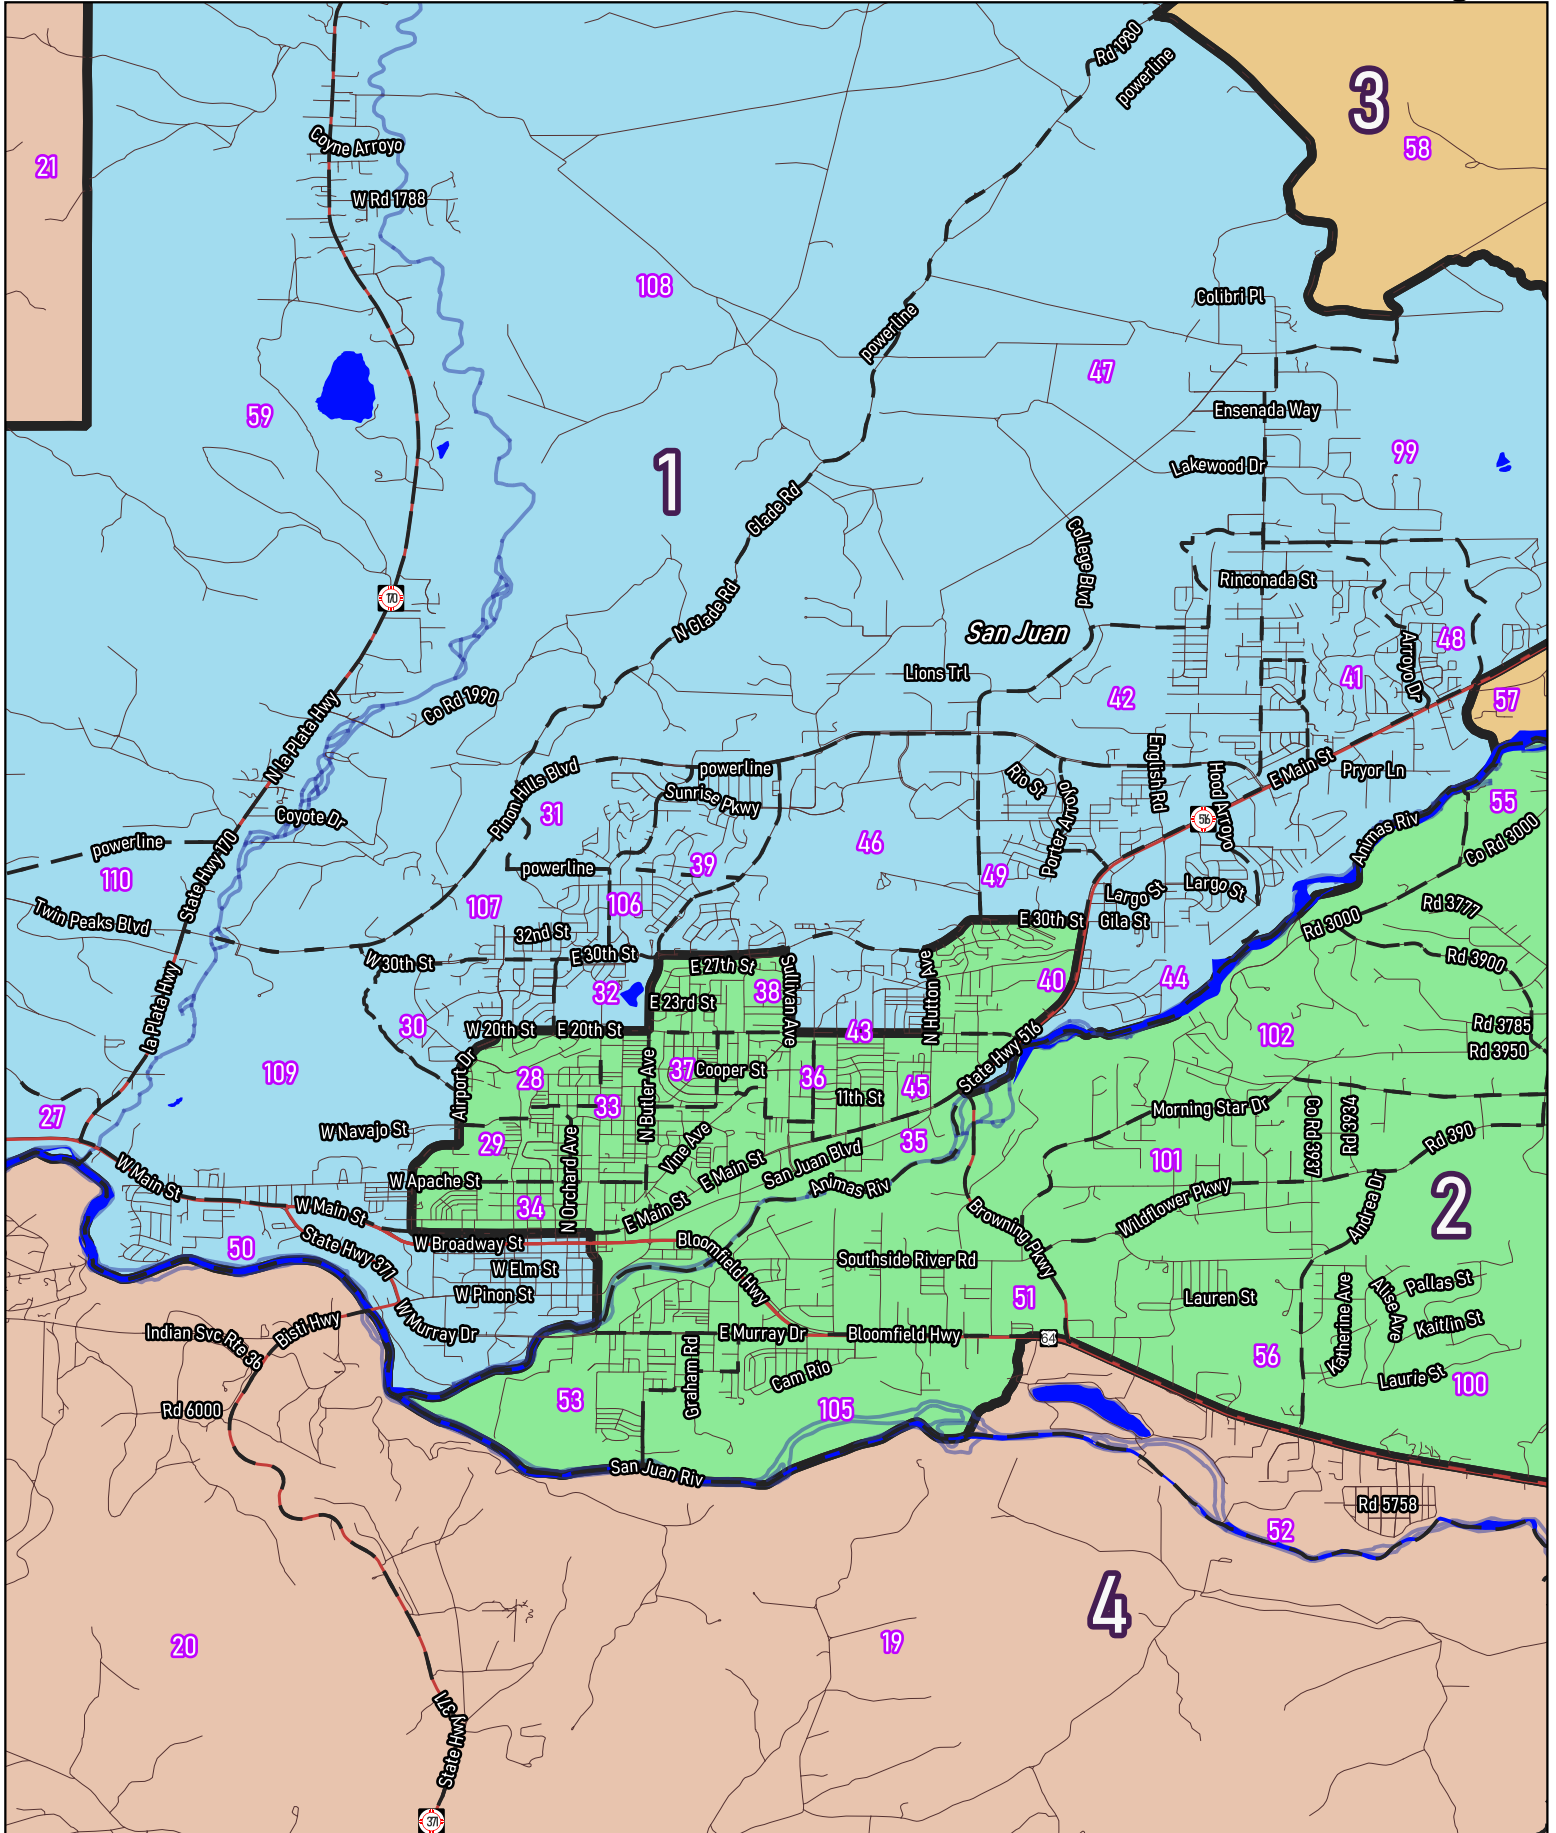 Rd 1980
powerline
3
58
Coyne Arroyo
21
W Rd 1788
108
Colibri Pl
powerline
47
59
Ensenada Way
99
Lakewood Dr
1
Glade Rd
College Blvd
Rinconada St
170
N Glade Rd
San Juan
48
Arroyo Dr
Lions Trl
41
42
57
Co Rd 1990
N la Plata Hwy
English Rd
Pinon Hills Blvd
powerline
Rio St
Hood Arroyo
E Main St
Pryor Ln
Sunrise Pkwy
Porter Arroyo
55
31
Coyote Dr
516
Animas Riv
Co Rd 3000
powerline
46
39
powerline
State Hwy 170
110
49
Largo St
Largo St
107
106
Rd 3777
Twin Peaks Blvd
E 30th St
Gila St
Rd 3000
32nd St
W 30th St
E 30th St
E 27th St
Rd 3900
Sullivan Ave
N Hutton Ave
40
44
la Plata Hwy
32
38
E 23rd St
30
W 20th St
E 20th St
43
102
Rd 3785
State Hwy 516
Rd 3950
109
Airport Dr
28
N Butler Ave
37
Cooper St
36
45
11th St
27
33
Morning Star Dr
Co Rd 3937
Rd 3934
W Navajo St
29
N Orchard Ave
Vine Ave
35
Rd 390
W Main St
E Main St
San Juan Blvd
101
W Apache St
Animas Riv
34
Wildflower Pkwy
Andrea Dr
2
W Main St
E Main St
Browning Pkwy
State Hwy 371
50
W Broadway St
Bloomfield Hwy
W Elm St
Southside River Rd
W Pinon St
51
Lauren St
Katherine Ave
Alise Ave
Pallas St
W Murray Dr
Bisti Hwy
Indian Svc Rte 36
E Murray Dr
Bloomfield Hwy
64
Kaitlin St
56
Graham Rd
Cam Rio
Laurie St
100
Rd 6000
53
105
San Juan Riv
Rd 5758
52
4
20
19
State Hwy 371
371